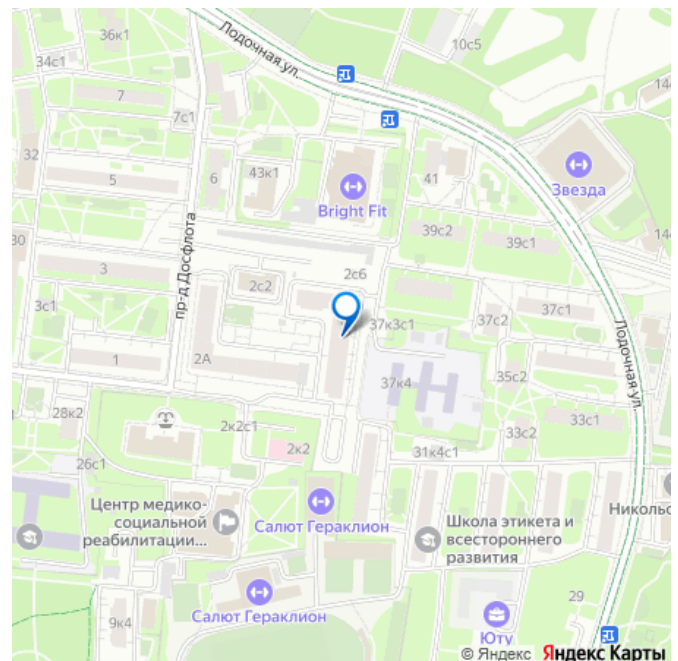 36к1
Лодочная ул.
10с5
34с1
7
14
7с1
32
5
6
43к1
41
Bright Fit
Звезда
пр-д Досфлота
39с2
39с1
14
30
3
2с2
2с6
3с1
37к3с1
37с2
37с1
Лодочная ул.
1
2А
37к4
35с2
28к2
2к2с1
33с2
33с1
26с1
2к2
31к4с1
Центр медико-
социальной
реабилитации...
Салют Гераклион
Школа этикета и
всестороннего
развития
Никольс
Салют Гераклион
9к4
Юту
29
© Яндекс Яндекс Карты